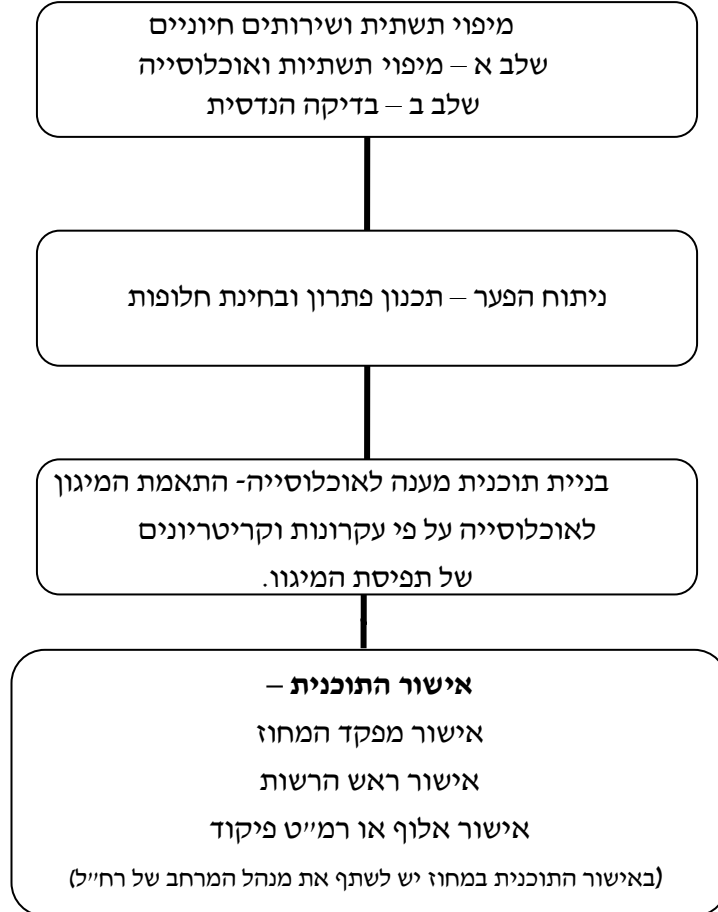 מיפוי תשתית ושירותים חיוניים
שלב א – מיפוי תשתיות ואוכלוסייה
שלב ב – בדיקה הנדסית
ניתוח הפער – תכנון פתרון ובחינת חלופות
בניית תוכנית מענה לאוכלוסייה- התאמת המיגון
לאוכלוסייה על פי עקרונות וקריטריונים
של תפיסת המיגון.
אישור התוכנית –
אישור מפקד המחוז
אישור ראש הרשות
אישור אלוף או רמ״ט פיקוד
(באישור התוכנית במחוז יש לשתף את מנהל המרחב של רח״ל)